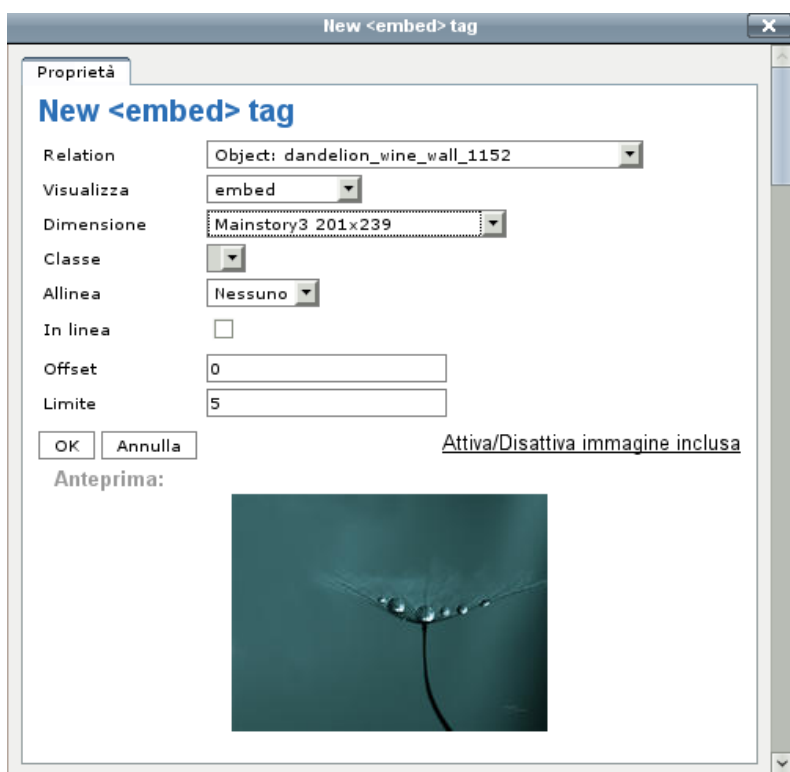 New <embed> tag
Proprietà
New <embed> tag
Relation Object: dandelion_wine_wall_1152
Visualizza embed
Dimensione Mainstory3 201x239
Classe
Allinea Nessuno
In linea
Offset 0
Limite 5
OK Annulla Attiva/Disattiva immagine inclusa
Anteprima: